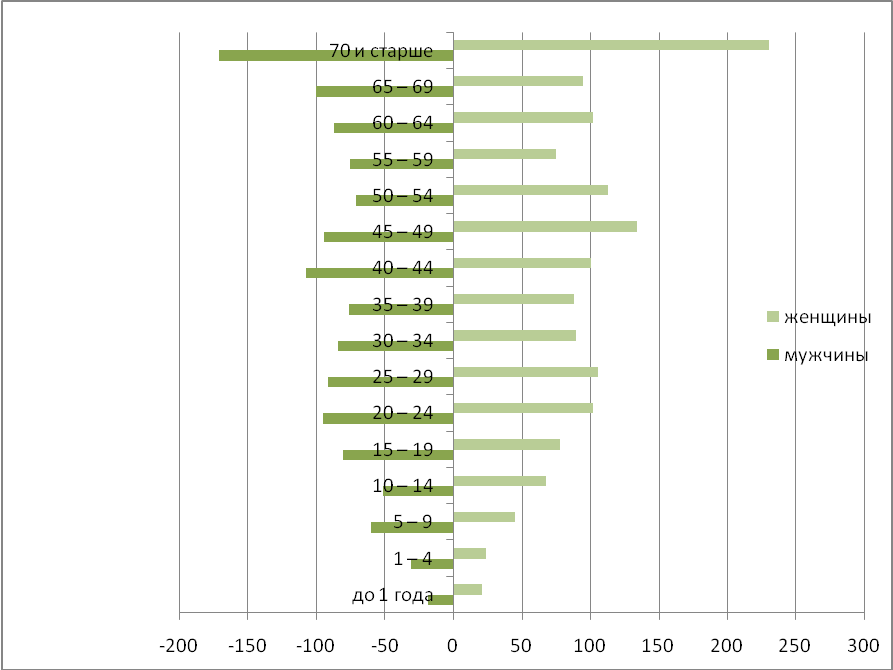 70 и старше
65 – 69
60 – 64
55 – 59
50 – 54
45 – 49
40 – 44
35 – 39
30 – 34
25 – 29
20 – 24
15 – 19
10 – 14
5 – 9
1 – 4
до 1 года
женщины
мужчины
-200 -150 -100 -50 0 50 100 150 200 250 300